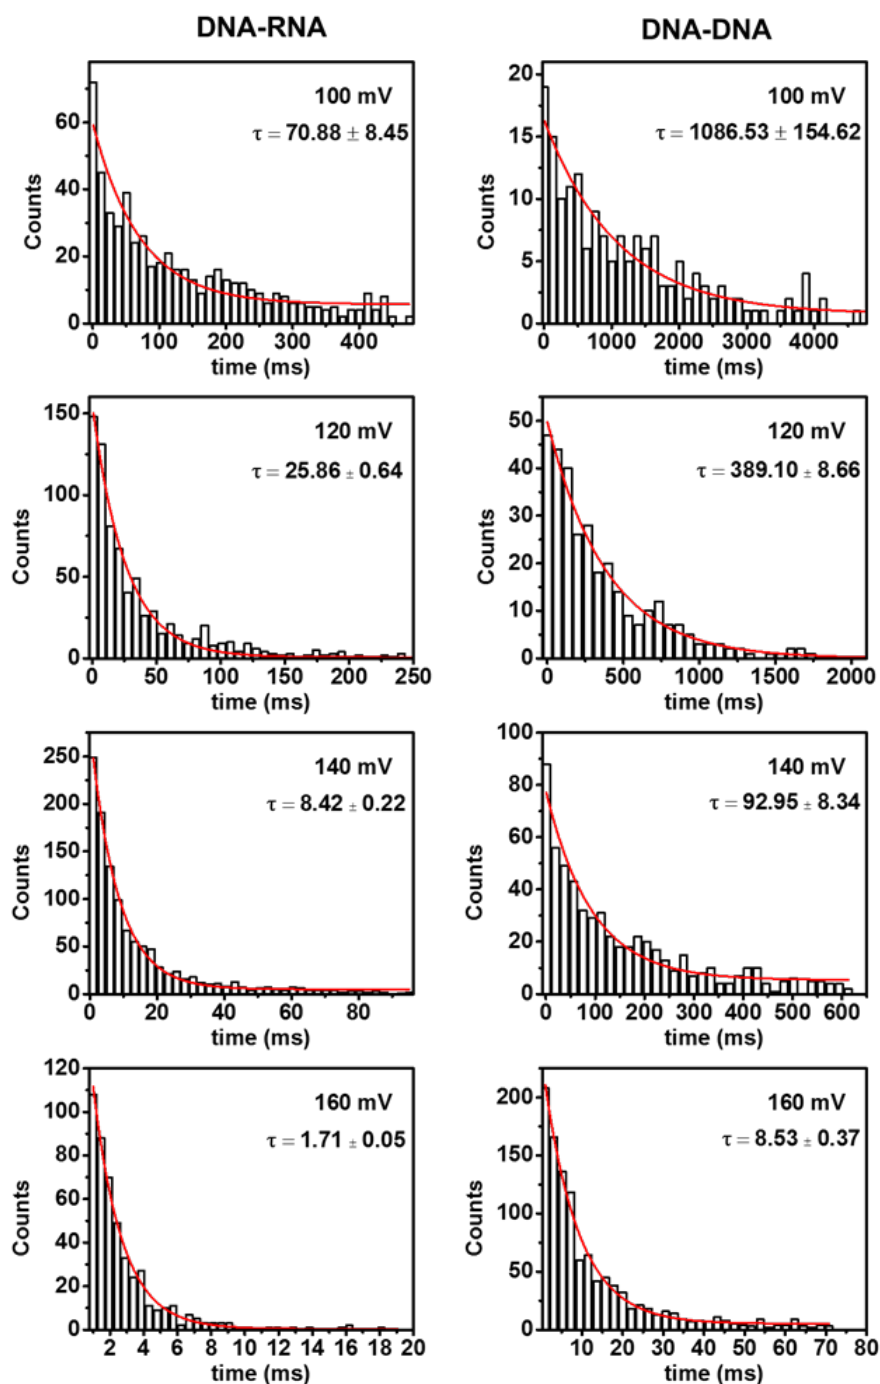 DNA-RNA
DNA-DNA
100 mV
τ = 70.88 ± 8.45
Counts
0
20
40
60
0 100 200 300 400
time (ms)
100 mV
τ = 1086.53 ± 154.62
Counts
0
5
10
15
20
0 1000 2000 3000 4000
time (ms)
120 mV
τ = 25.86 ± 0.64
Counts
0
50
100
150
0 50 100 150 200 250
time (ms)
120 mV
τ = 389.10 ± 8.66
Counts
0
10
20
30
40
50
0 500 1000 1500 2000
time (ms)
140 mV
τ = 8.42 ± 0.22
Counts
0
50
100
150
200
250
0 20 40 60 80
time (ms)
140 mV
τ = 92.95 ± 8.34
Counts
0
20
40
60
80
100
0 100 200 300 400 500 600
time (ms)
160 mV
τ = 1.71 ± 0.05
Counts
0
20
40
60
80
100
120
2 4 6 8 10 12 14 16 18 20
time (ms)
160 mV
τ = 8.53 ± 0.37
Counts
0
50
100
150
200
10 20 30 40 50 60 70 80
time (ms)